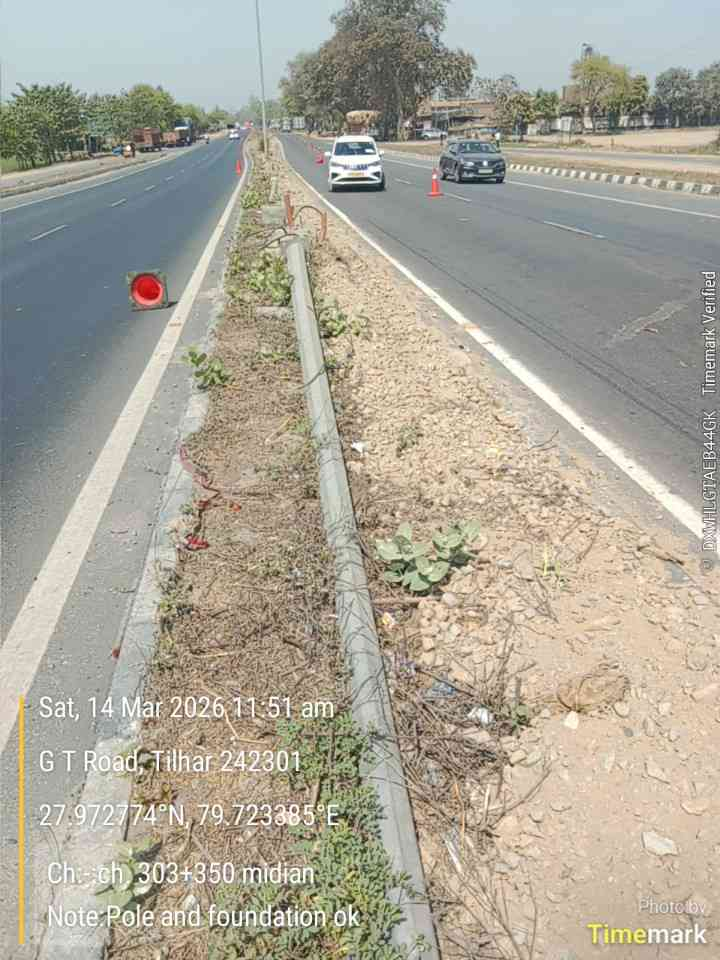 Sat, 14 Mar 2026 11:51 am
G T Road, Tilhar 242301
27.972774°N, 79.723385°E
Ch:-:ch 303+350 midian
Note:Pole and foundation ok
Photo by
Timemark
© DXVHLGTAEB44GK Timemark Verified